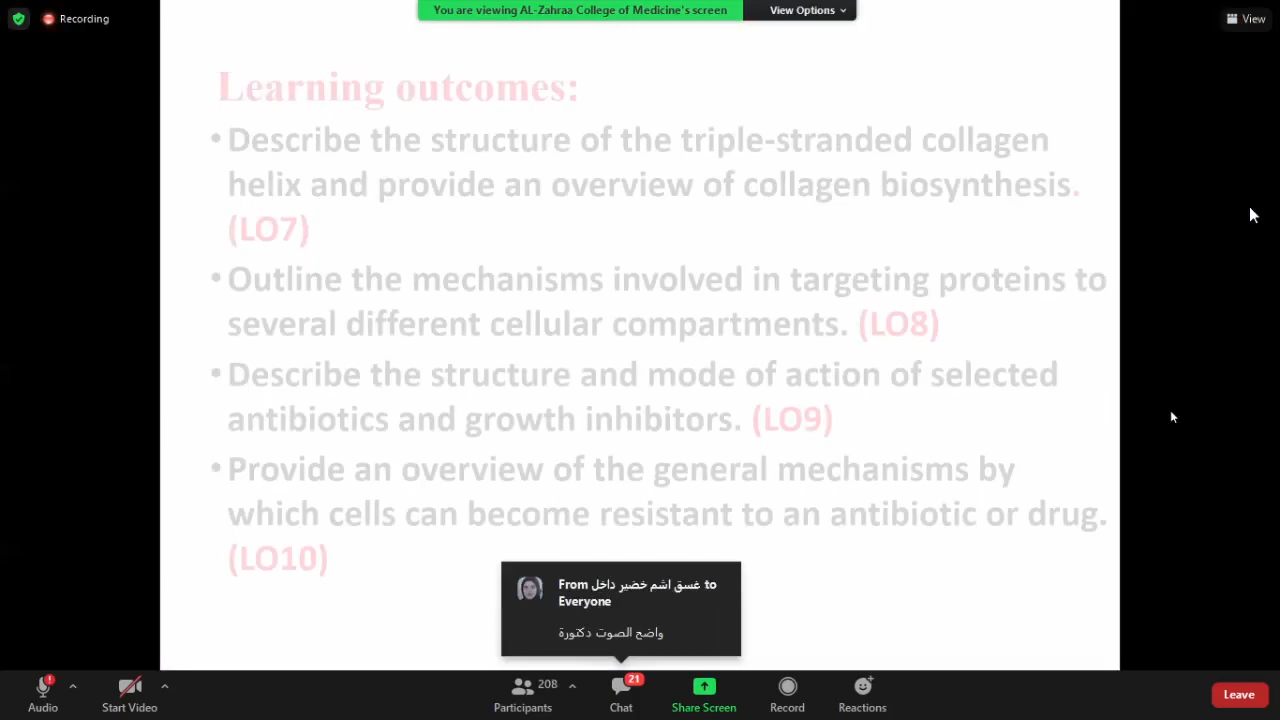 Recording
You are viewing AL-Zahraa College of Medicine's screen
View Options
View
Learning outcomes:
• Describe the structure of the triple-stranded collagen
helix and provide an overview of collagen biosynthesis.
(LO7)
• Outline the mechanisms involved in targeting proteins to
several different cellular compartments. (LO8)
• Describe the structure and mode of action of selected
antibiotics and growth inhibitors. (LO9)
• Provide an overview of the general mechanisms by
which cells can become resistant to an antibiotic or drug.
(LO10)
From غسق اشم خضير داخل to
Everyone
واضح الصوت دكتورة
208
21
Audio
Start Video
Participants
Chat
Share Screen
Record
Reactions
Leave